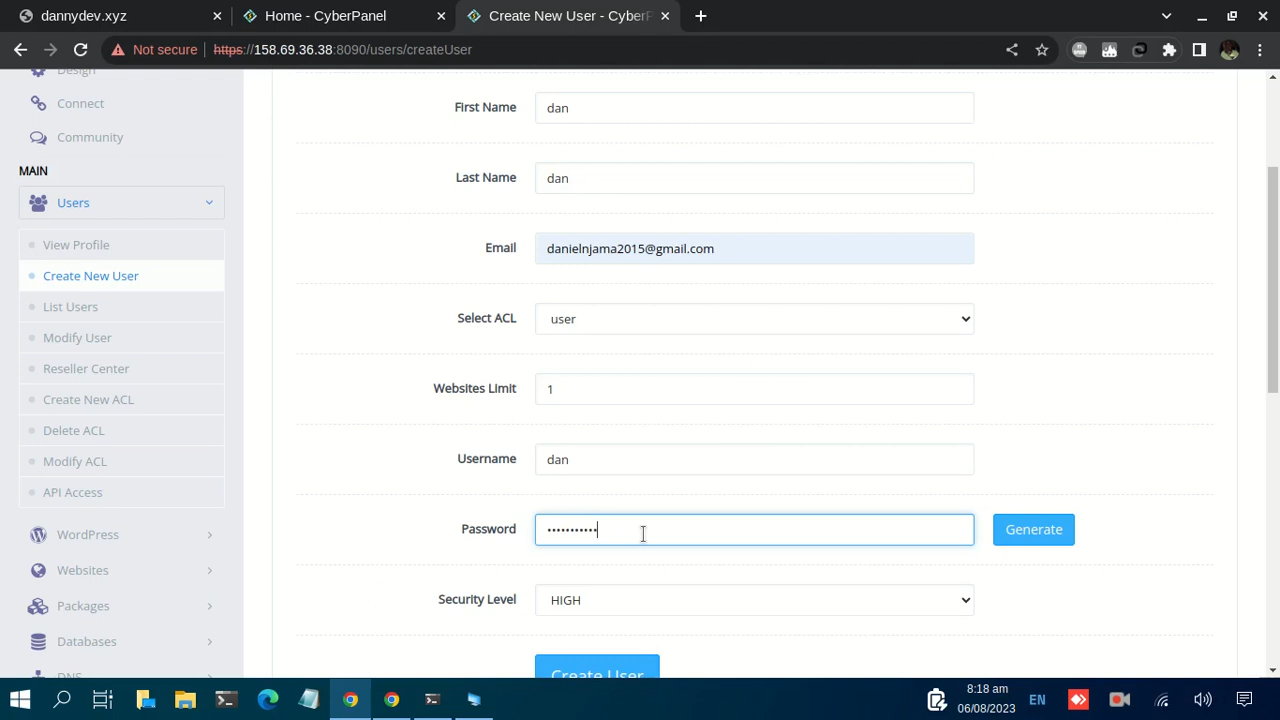 dannydev.xyz
Home - CyberPanel
Create New User - CyberP
Not secure
https://158.69.36.38:8090/users/createUser
Design
Connect
Community
MAIN
Users
View Profile
Create New User
List Users
Modify User
Reseller Center
Create New ACL
Delete ACL
Modify ACL
API Access
WordPress
Websites
Packages
Databases
DNS
First Name
dan
Last Name
dan
Email
danielnjama2015@gmail.com
Select ACL
user
Websites Limit
1
Username
dan
Password
•••••••••••
Generate
Security Level
HIGH
Create User
EN
8:18 am
06/08/2023